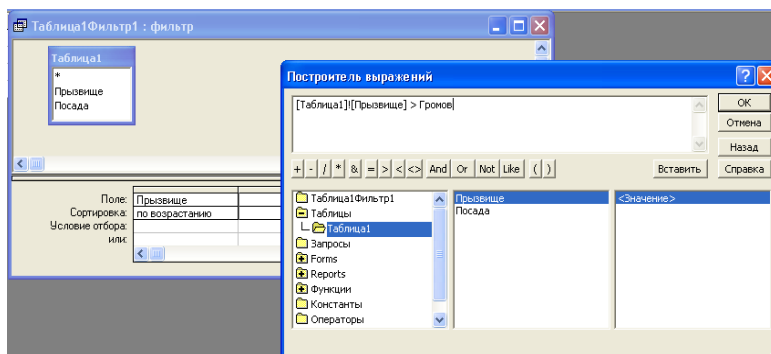 Таблица1Фильтр1 : фильтр
Таблица1
*
Прызвище
Посада
Поле: Прызвище
Сортировка: по возрастанию
Условие отбора:
или:
Построитель выражений
[Таблица1]![Прызвище] > Громов
OK
Отмена
Назад
+ - / * & = > < <> And Or Not Like ( ) Вставить Справка
Таблица1Фильтр1
Таблицы
Таблица1
Запросы
Forms
Reports
Функции
Константы
Операторы
Прызвище
Посада
<Значение>